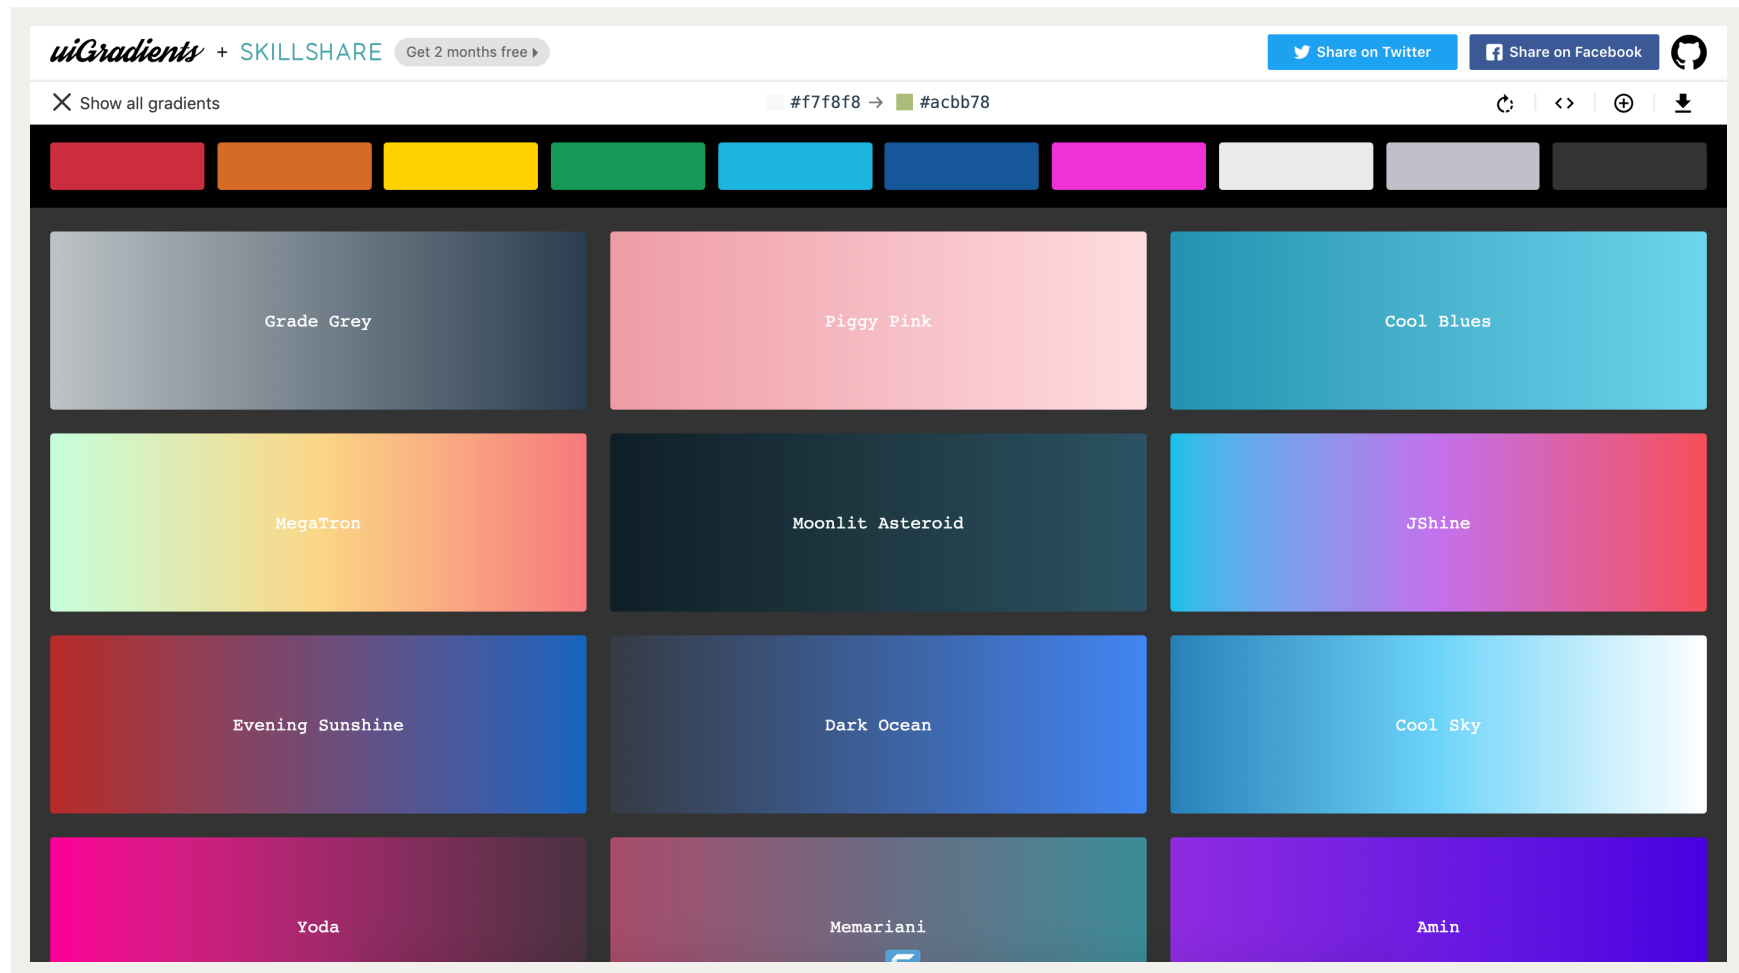 uiGradients + SKILLSHARE Get 2 months free
Share on Twitter
Share on Facebook
Show all gradients
#f7f8f8 → #acbb78
Grade Grey
Piggy Pink
Cool Blues
MegaTron
Moonlit Asteroid
JShine
Evening Sunshine
Dark Ocean
Cool Sky
Yoda
Memariani
Amin